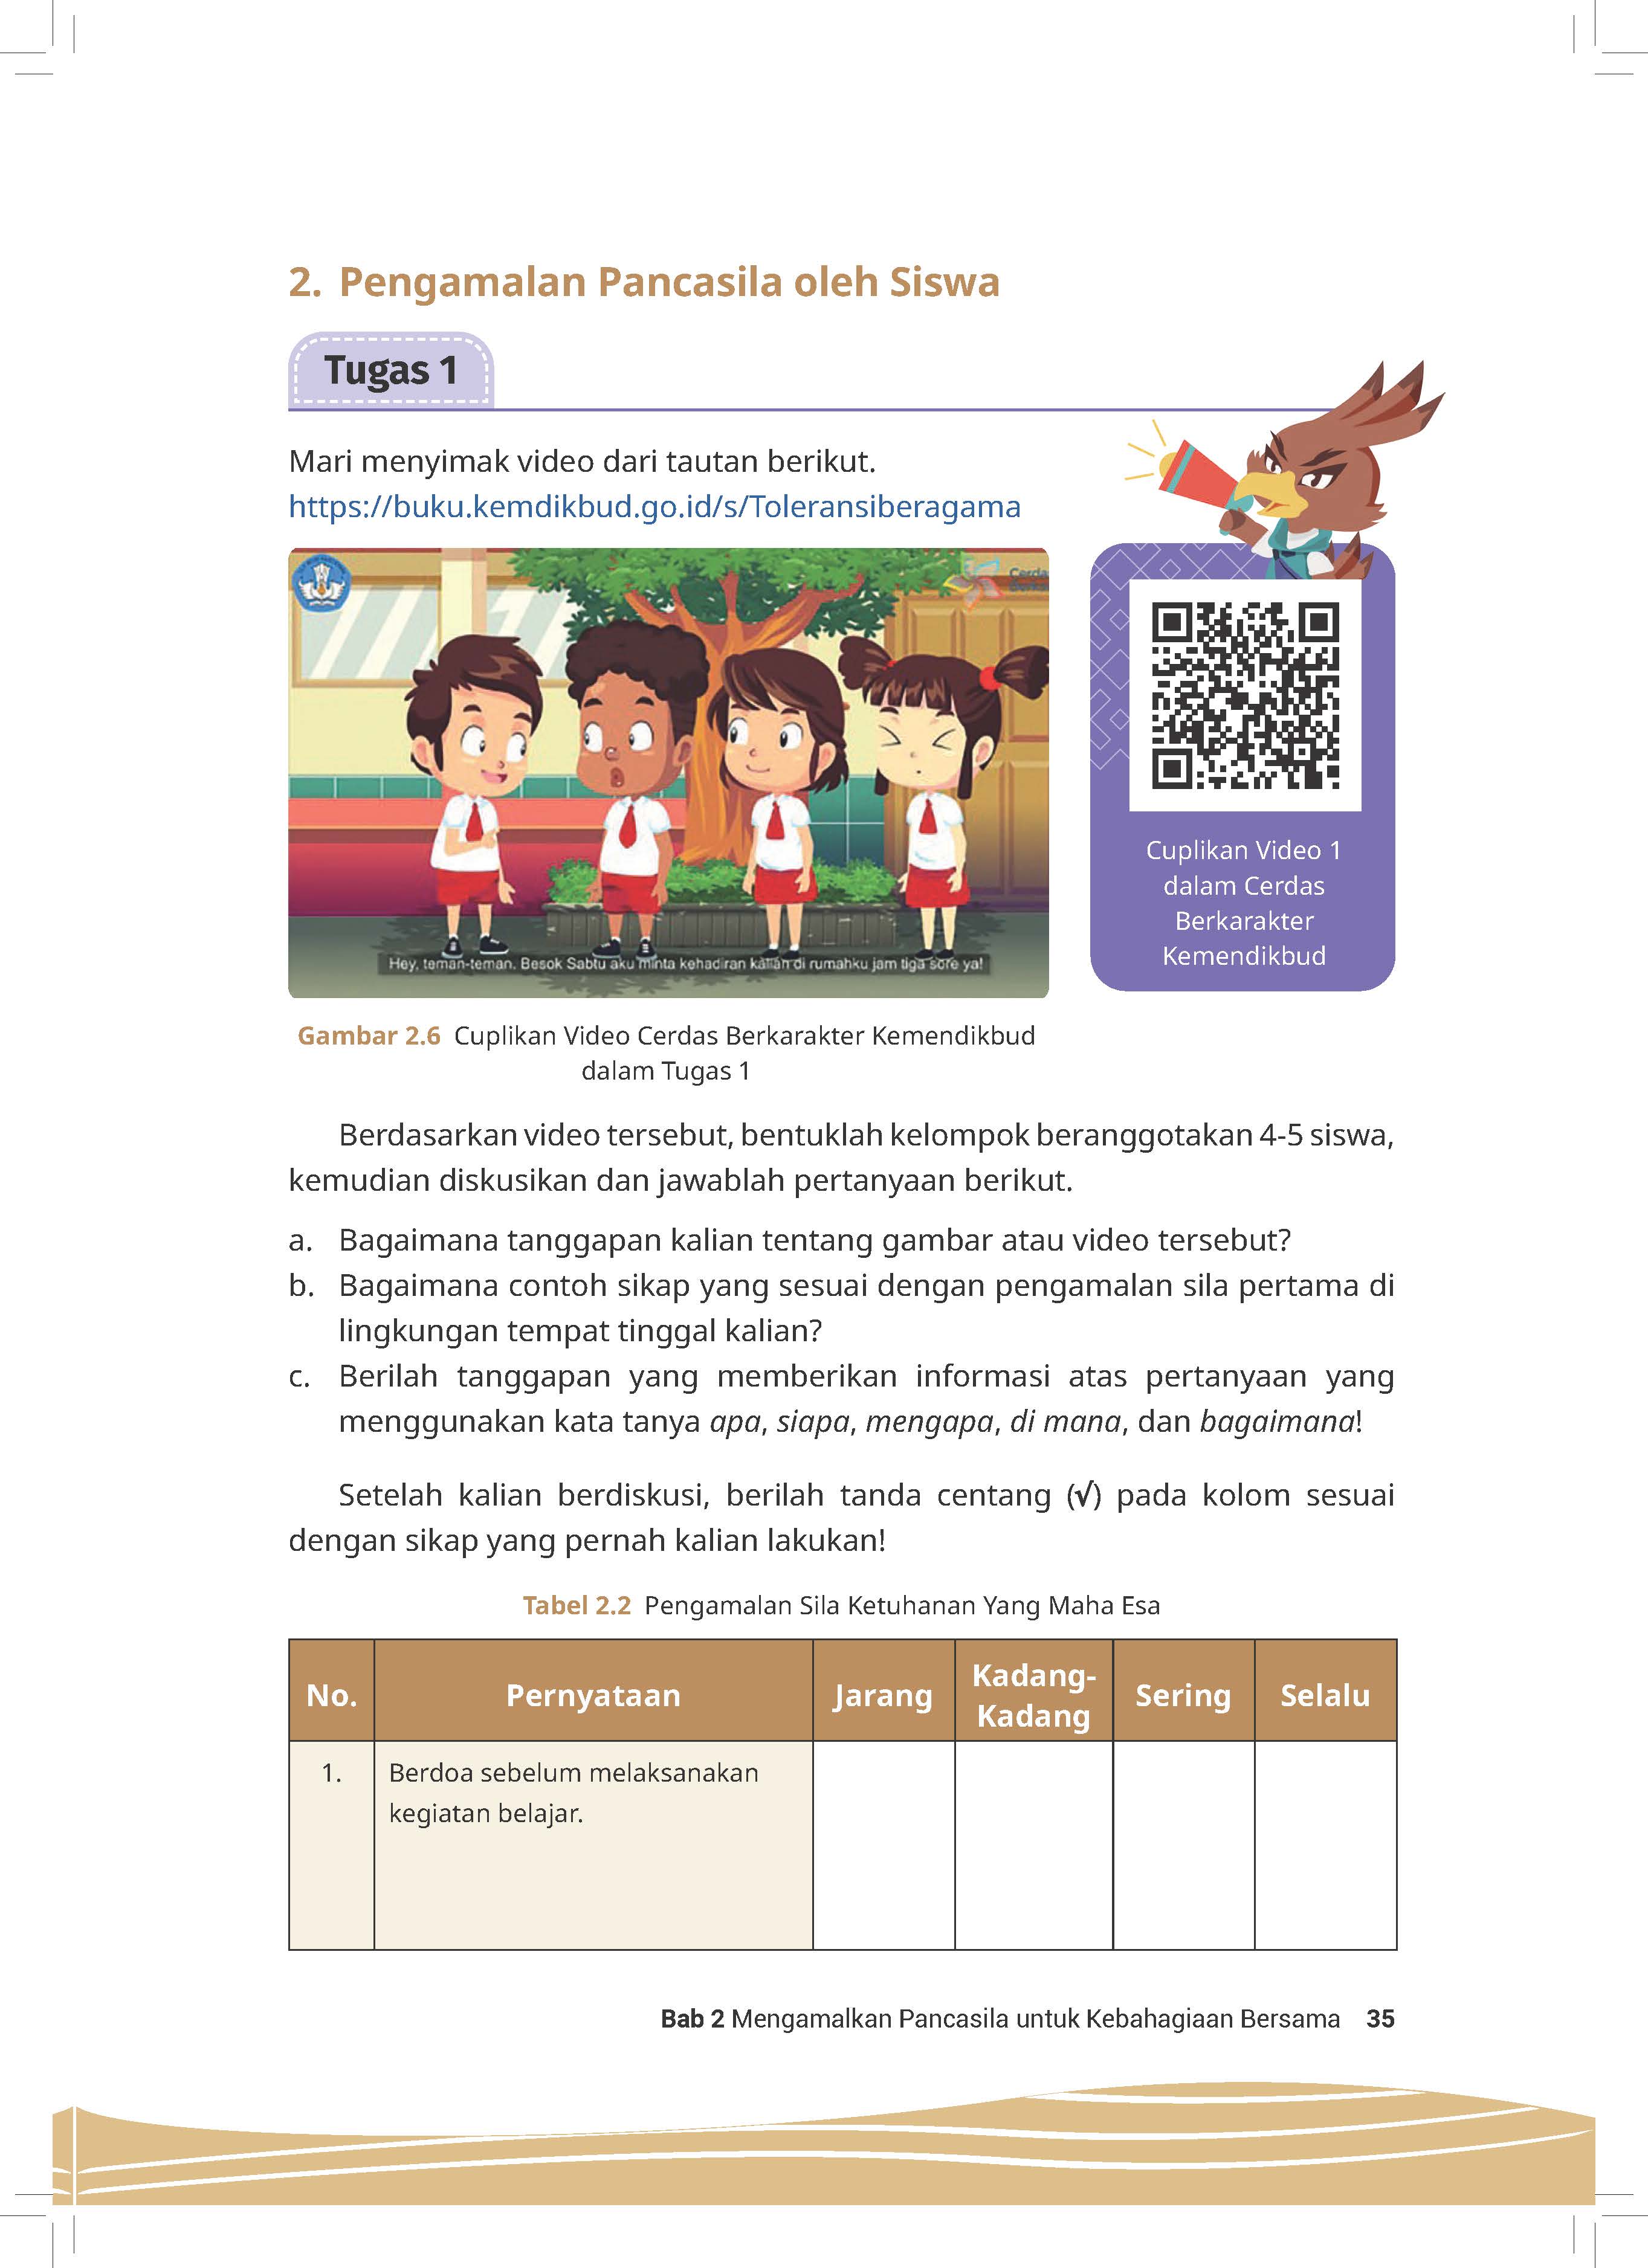 2. Pengamalan Pancasila oleh Siswa
Tugas 1
Mari menyimak video dari tautan berikut.
https://buku.kemdikbud.go.id/s/Toleransiberagama
Cerda
Hey, teman-teman. Besok Sabtu aku minta kehadiran kalian di rumahku jam tiga sore ya!
Cuplikan Video 1
dalam Cerdas
Berkarakter
Kemendikbud
Gambar 2.6 Cuplikan Video Cerdas Berkarakter Kemendikbud
dalam Tugas 1
Berdasarkan video tersebut, bentuklah kelompok beranggotakan 4-5 siswa,
kemudian diskusikan dan jawablah pertanyaan berikut.
a. Bagaimana tanggapan kalian tentang gambar atau video tersebut?
b. Bagaimana contoh sikap yang sesuai dengan pengamalan sila pertama di
lingkungan tempat tinggal kalian?
c. Berilah tanggapan yang memberikan informasi atas pertanyaan yang
menggunakan kata tanya apa, siapa, mengapa, di mana, dan bagaimana!
Setelah kalian berdiskusi, berilah tanda centang (√) pada kolom sesuai
dengan sikap yang pernah kalian lakukan!
Tabel 2.2 Pengamalan Sila Ketuhanan Yang Maha Esa
No. Pernyataan Jarang Kadang-
Kadang Sering Selalu
1. Berdoa sebelum melaksanakan
kegiatan belajar.
Bab 2 Mengamalkan Pancasila untuk Kebahagiaan Bersama 35